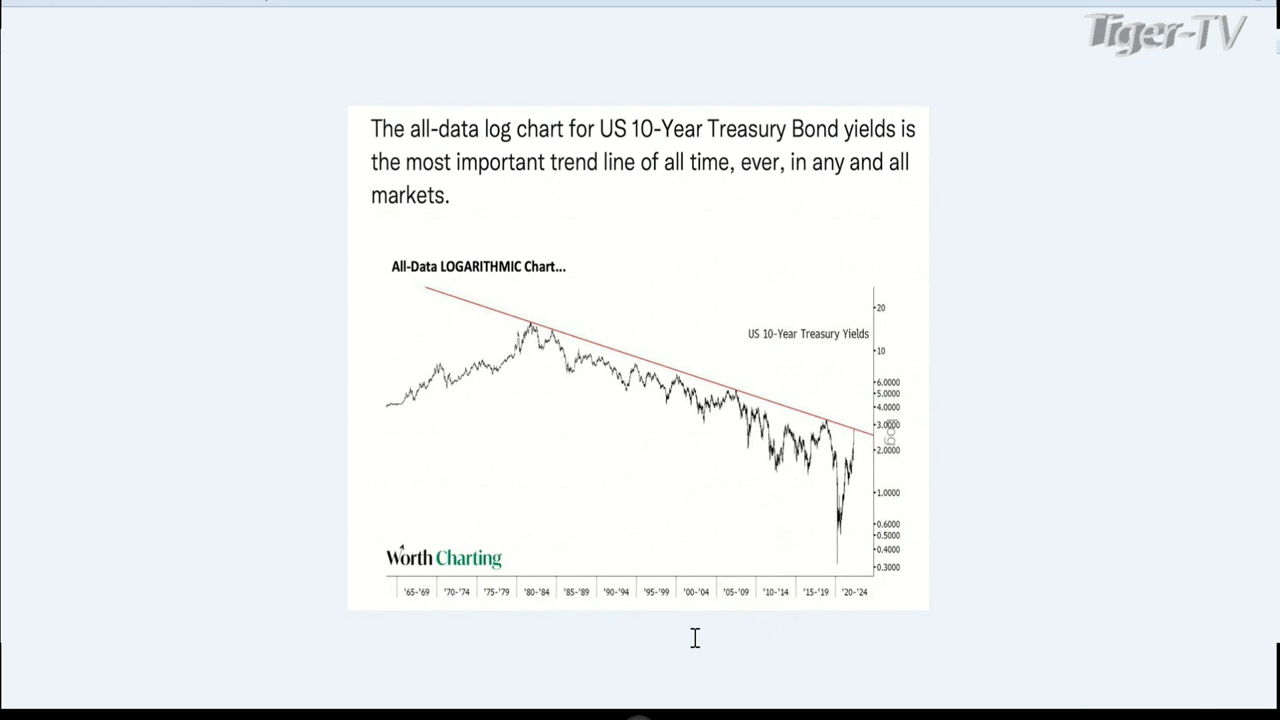 Tiger-TV
The all-data log chart for US 10-Year Treasury Bond yields is
the most important trend line of all time, ever, in any and all
markets.
All-Data LOGARITHMIC Chart...
US 10-Year Treasury Yields
20
10
6.0000
5.0000
4.0000
3.0000
Log
2.0000
1.0000
0.6000
0.5000
0.4000
0.3000
Worth Charting
'65-'69 '70-'74 '75-'79 '80-'84 '85-'89 '90-'94 '95-'99 '00-'04 '05-'09 '10-'14 '15-'19 '20-'24